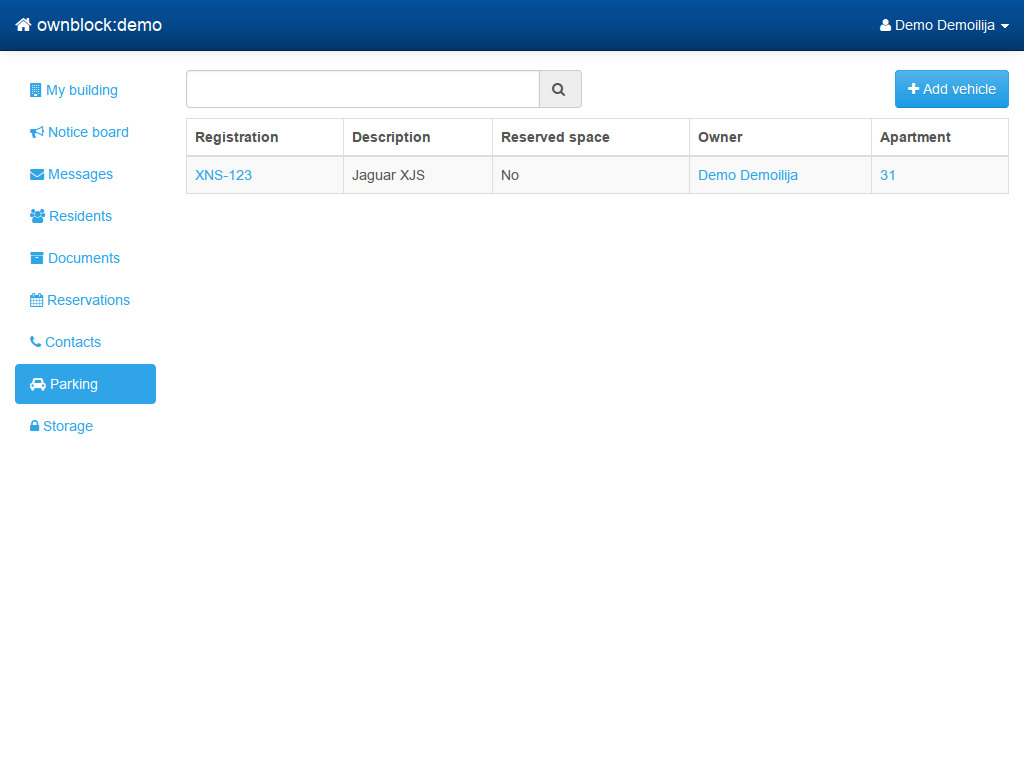 ownblock:demo
Demo Demoilija
My building
Notice board
Messages
Residents
Documents
Reservations
Contacts
Parking
Storage
Add vehicle
Registration Description Reserved space Owner Apartment
XNS-123 Jaguar XJS No Demo Demoilija 31